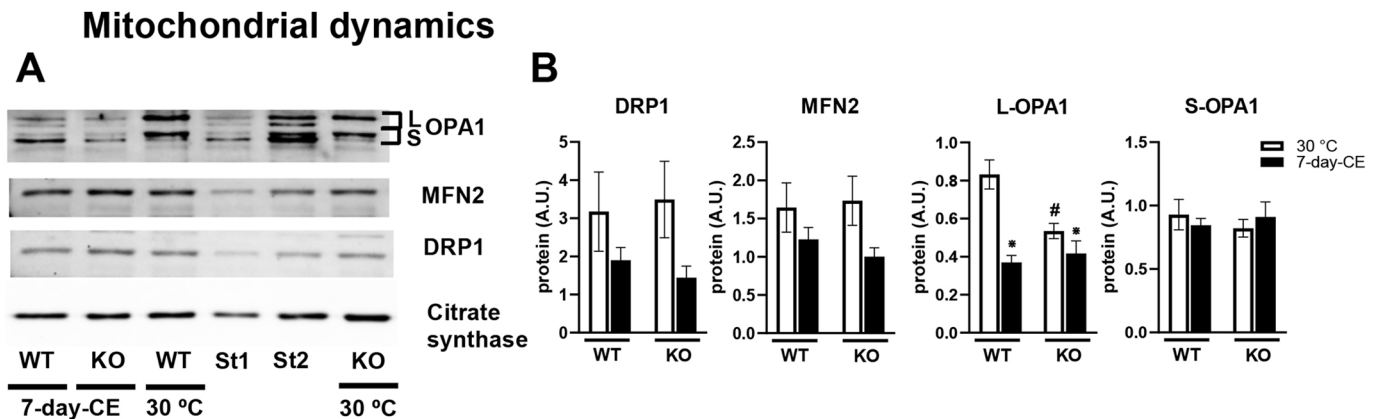 Mitochondrial dynamics
A
L
OPA1
S
MFN2
DRP1
Citrate
synthase
WT KO WT St1 St2 KO
7-day-CE 30 ºC 30 ºC
B
DRP1 MFN2 L-OPA1 S-OPA1
30 °C
7-day-CE
protein (A.U.)
5
4
3
2
1
0
WT KO
protein (A.U.)
2.5
2.0
1.5
1.0
0.5
0.0
WT KO
protein (A.U.)
1.0
0.8
0.6
0.4
0.2
0.0
* # *
WT KO
protein (A.U.)
1.5
1.0
0.5
0.0
WT KO